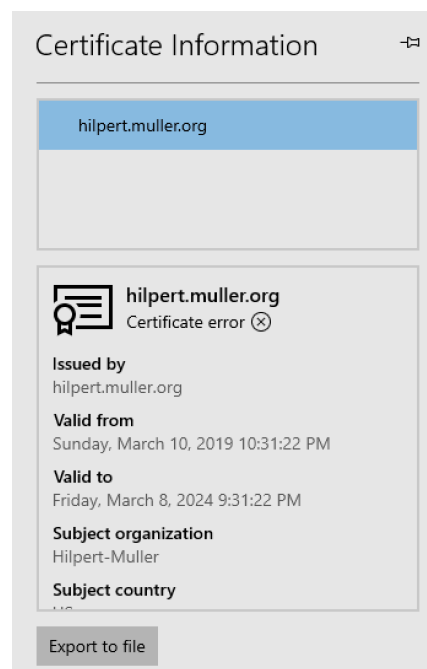 Certificate Information
hilpert.muller.org
hilpert.muller.org
Certificate error
Issued by
hilpert.muller.org
Valid from
Sunday, March 10, 2019 10:31:22 PM
Valid to
Friday, March 8, 2024 9:31:22 PM
Subject organization
Hilpert-Muller
Subject country
Export to file